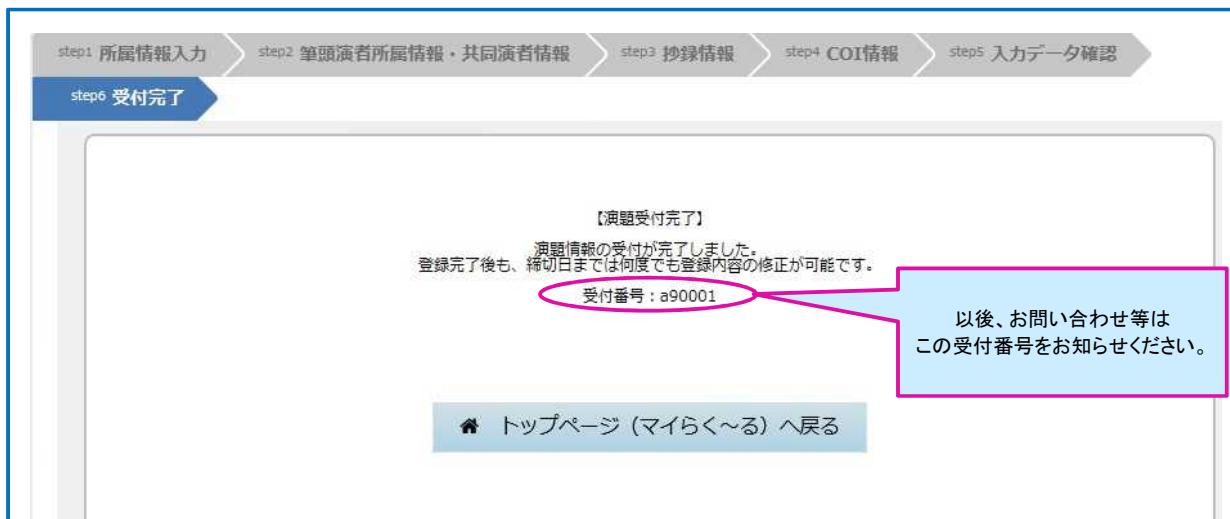 step1 所属情報入力
step2 筆頭演者所属情報・共同演者情報
step3 抄録情報
step4 COI情報
step5 入力データ確認
step6 受付完了
【演題受付完了】
演題情報の受付が完了しました。
登録完了後も、締切日までは何度でも登録内容の修正が可能です。
受付番号：a90001
以後、お問い合わせ等は
この受付番号をお知らせください。
トップページ（マイらく～る）へ戻る